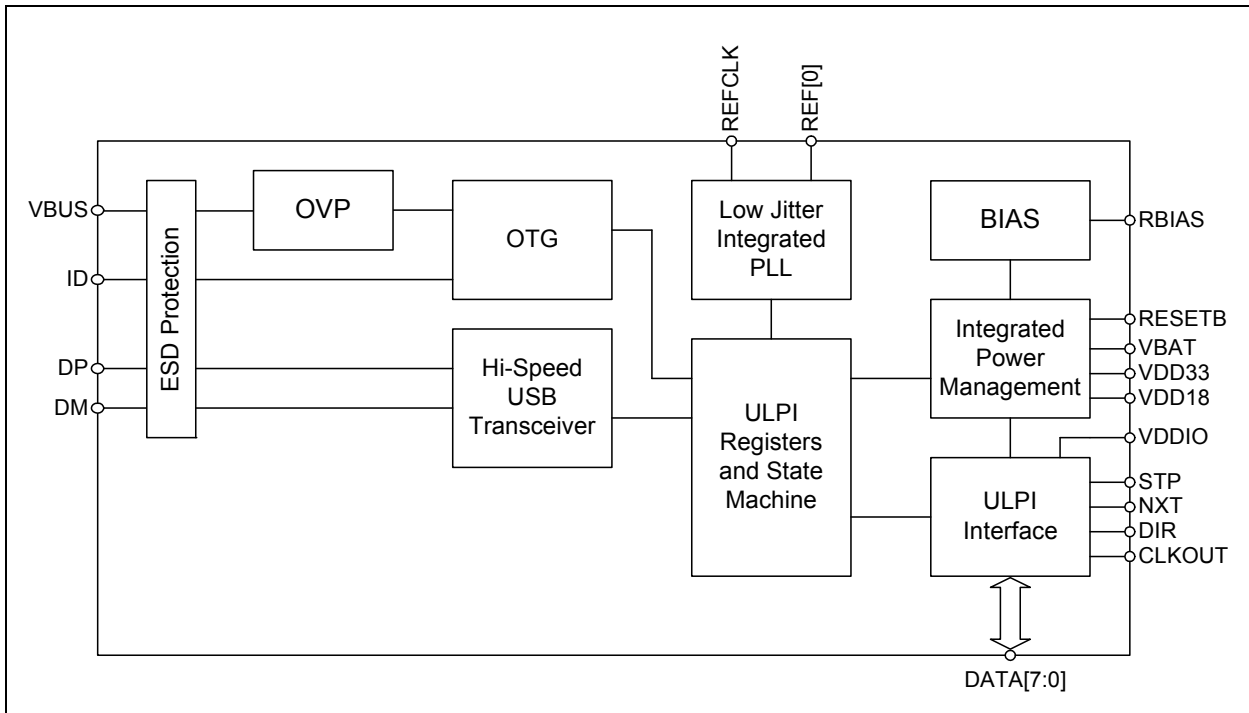 REFCLK
REF[0]
VBUS
ID
DP
DM
ESD Protection
OVP
OTG
Hi-Speed
USB
Transceiver
Low Jitter
Integrated
PLL
ULPI
Registers
and State
Machine
BIAS
Integrated
Power
Management
ULPI
Interface
RBIAS
RESETB
VBAT
VDD33
VDD18
VDDIO
STP
NXT
DIR
CLKOUT
DATA[7:0]